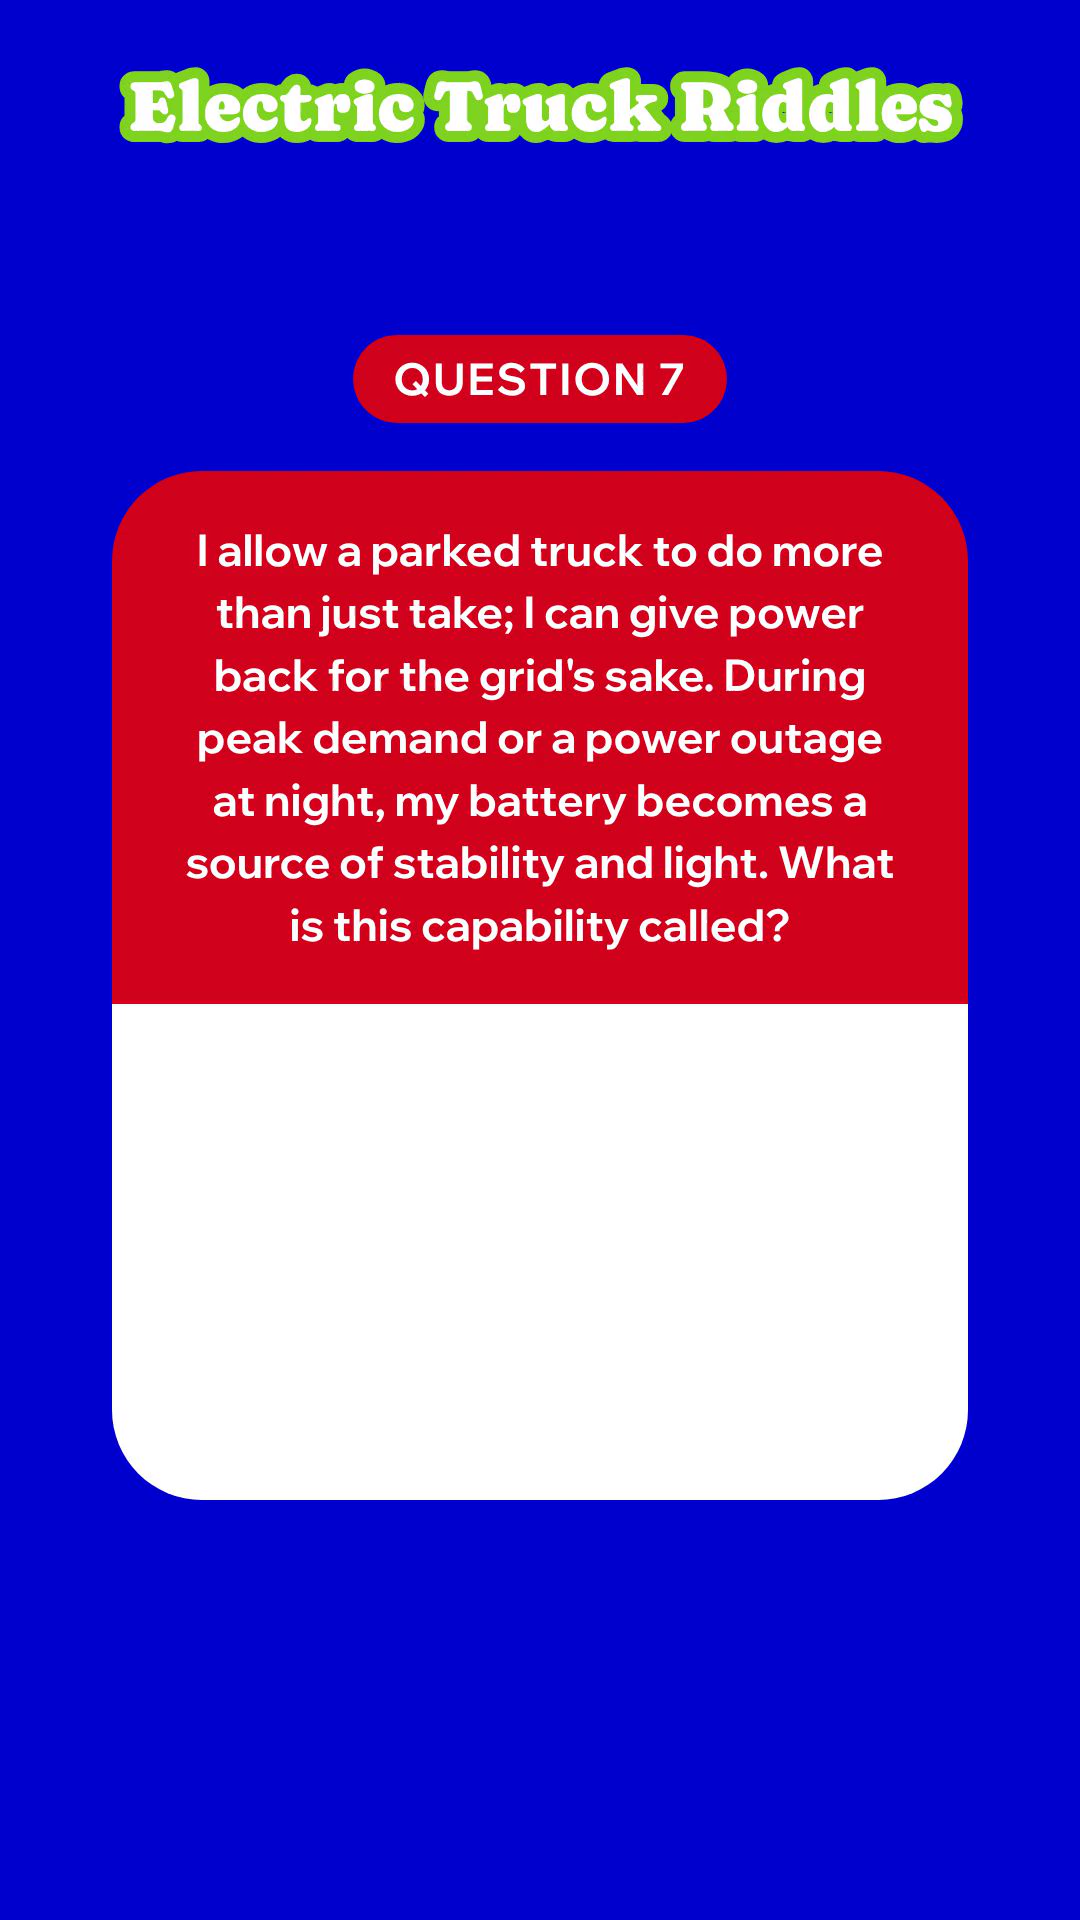 Electric Truck Riddles
QUESTION 7
I allow a parked truck to do more
than just take; I can give power
back for the grid's sake. During
peak demand or a power outage
at night, my battery becomes a
source of stability and light. What
is this capability called?